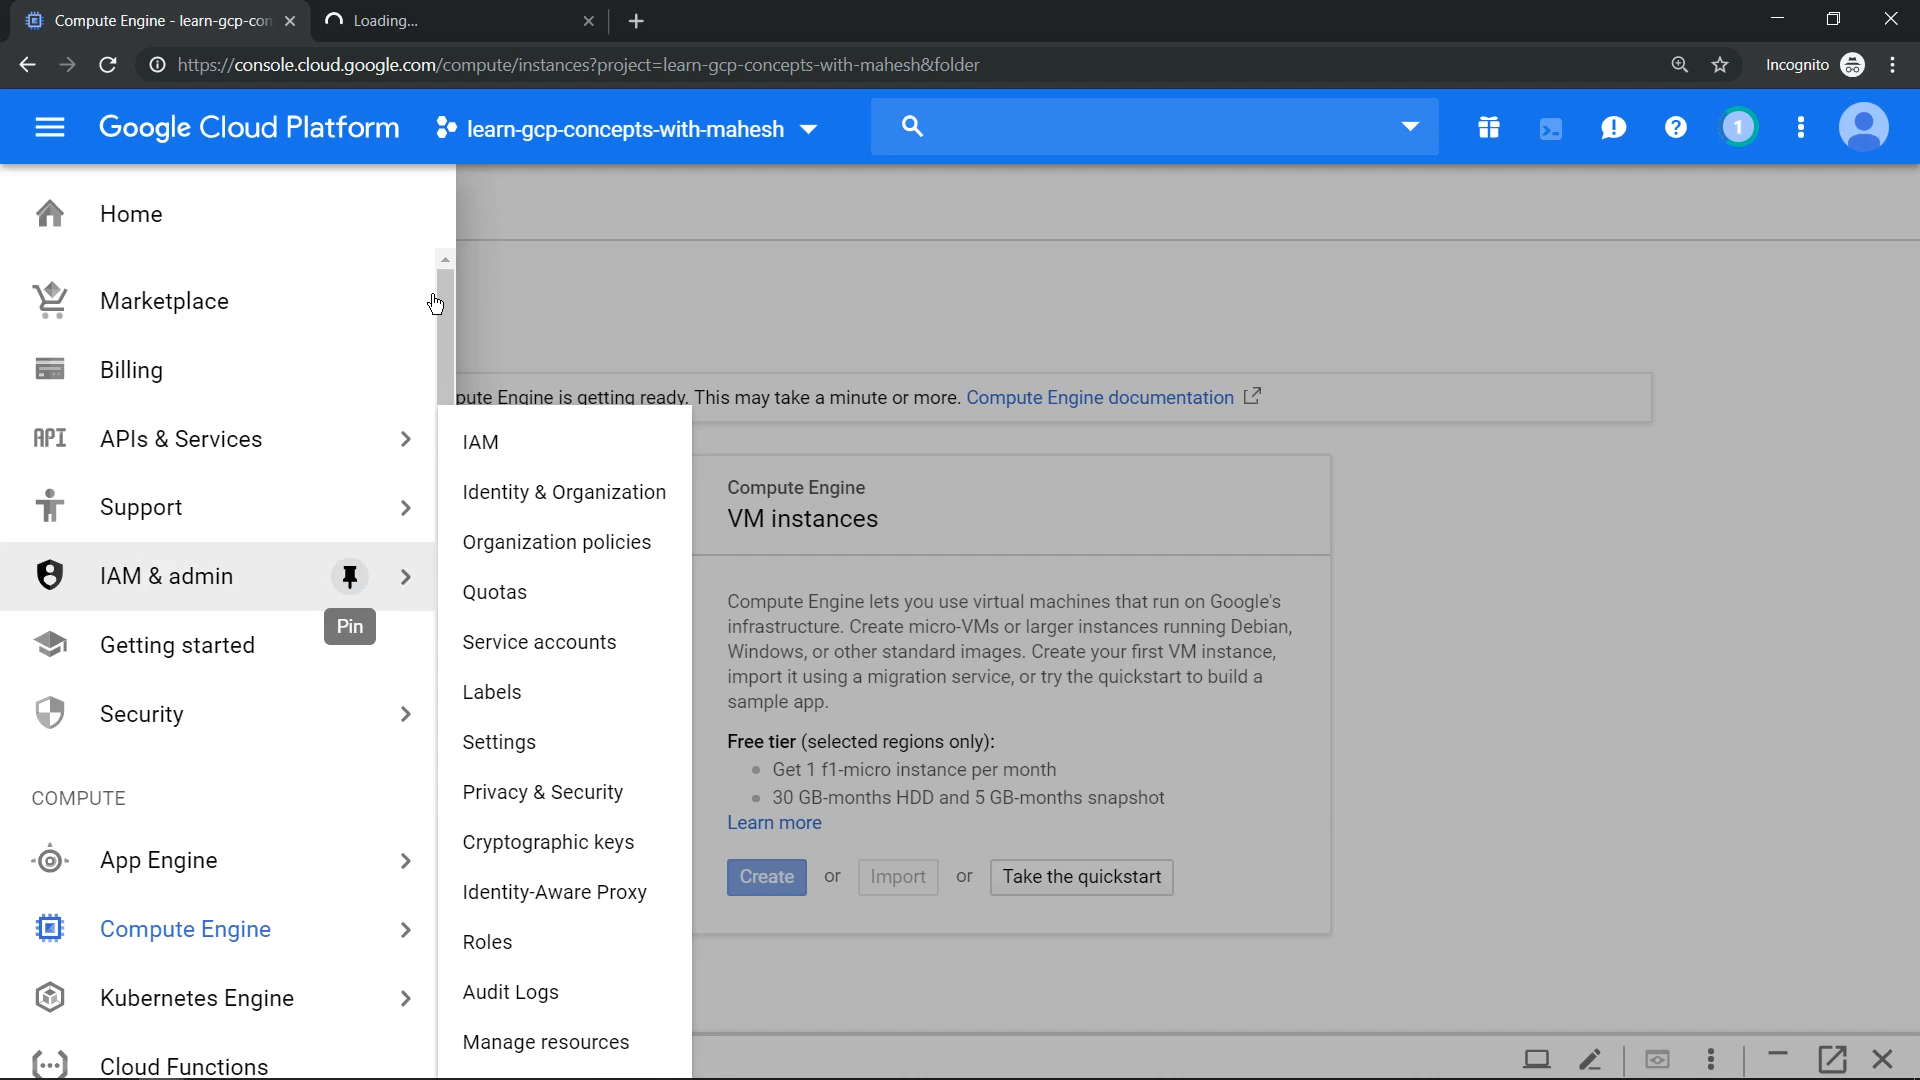 Compute Engine - learn-gcp-con
Loading...
https://console.cloud.google.com/compute/instances?project=learn-gcp-concepts-with-mahesh&folder
Incognito
Google Cloud Platform
learn-gcp-concepts-with-mahesh
1
Home
Marketplace
Billing
API APIs & Services
Support
IAM & admin
Pin
Getting started
Security
COMPUTE
App Engine
Compute Engine
Kubernetes Engine
Cloud Functions
IAM
Identity & Organization
Organization policies
Quotas
Service accounts
Labels
Settings
Privacy & Security
Cryptographic keys
Identity-Aware Proxy
Roles
Audit Logs
Manage resources
pute Engine is getting ready. This may take a minute or more. Compute Engine documentation
Compute Engine
VM instances
Compute Engine lets you use virtual machines that run on Google's
infrastructure. Create micro-VMs or larger instances running Debian,
Windows, or other standard images. Create your first VM instance,
import it using a migration service, or try the quickstart to build a
sample app.
Free tier (selected regions only):
Get 1 f1-micro instance per month
30 GB-months HDD and 5 GB-months snapshot
Learn more
Create or Import or Take the quickstart